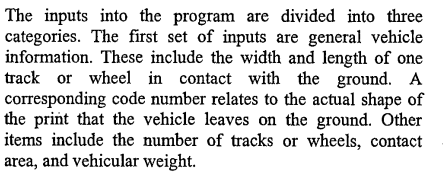 The inputs into the program are divided into three
categories. The first set of inputs are general vehicle
information. These include the width and length of one
track or wheel in contact with the ground. A
corresponding code number relates to the actual shape of
the print that the vehicle leaves on the ground. Other
items include the number of tracks or wheels, contact
area, and vehicular weight.